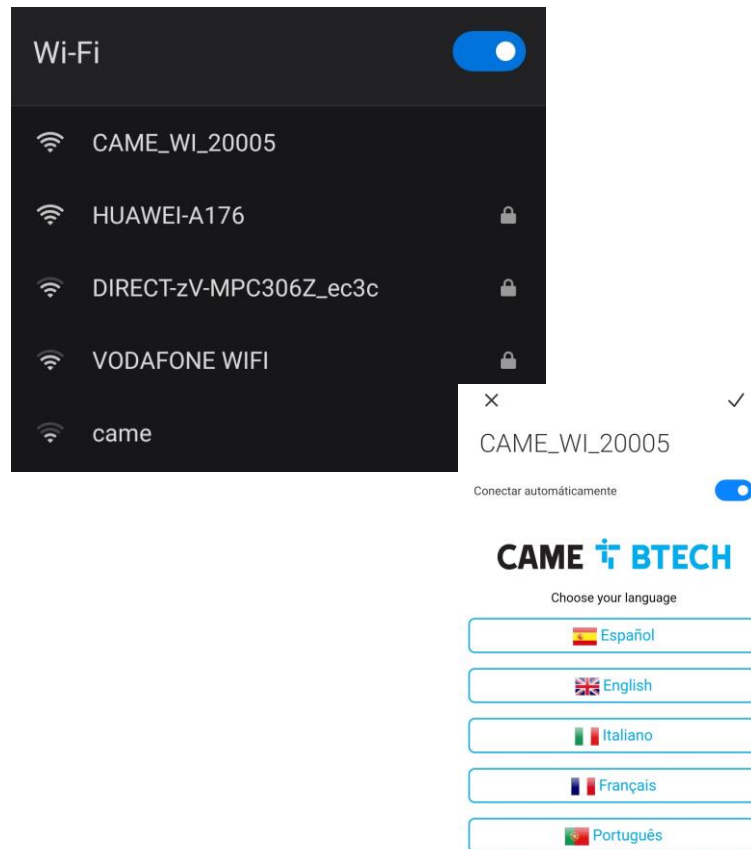 Wi-Fi
CAME_WI_20005
HUAWEI-A176
DIRECT-zV-MPC306Z_ec3c
VODAFONE WIFI
came
CAME_WI_20005
Conectar automáticamente
CAME BTECH
Choose your language
Español
English
Italiano
Français
Português